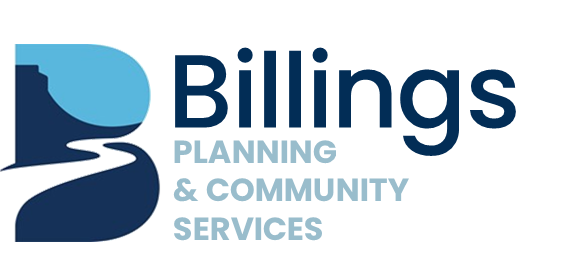 Billings
PLANNING
& COMMUNITY
SERVICES